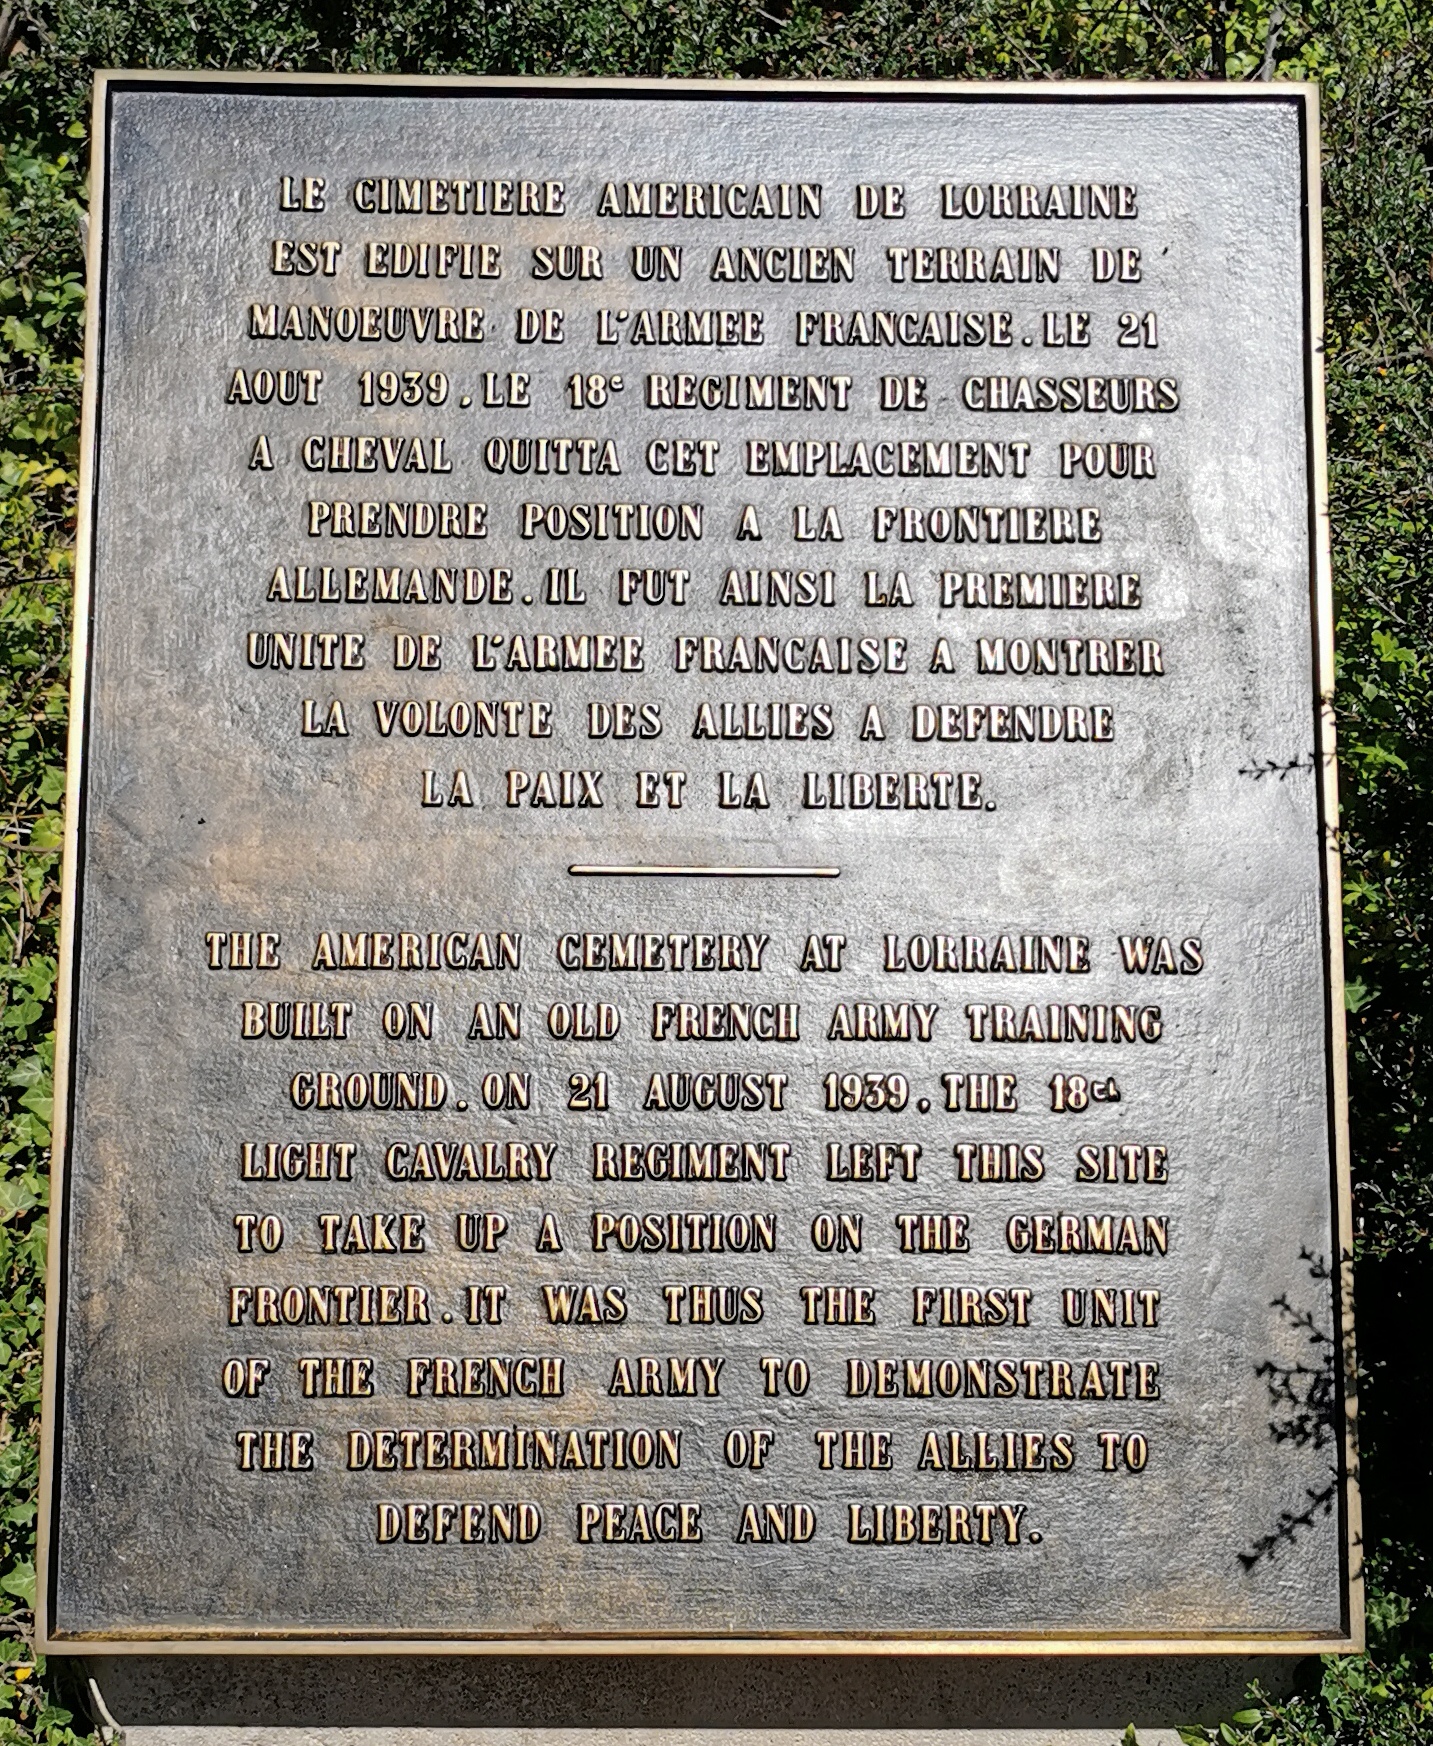 LE CIMETIERE AMERICAIN DE LORRAINE
EST EDIFIE SUR UN ANCIEN TERRAIN DE
MANOEUVRE DE L'ARMEE FRANCAISE. LE 21
AOUT 1939. LE 18e REGIMENT DE CHASSEURS
A CHEVAL QUITTA CET EMPLACEMENT POUR
PRENDRE POSITION A LA FRONTIERE
ALLEMANDE. IL FUT AINSI LA PREMIERE
UNITE DE L'ARMEE FRANCAISE A MONTRER
LA VOLONTE DES ALLIES A DEFENDRE
LA PAIX ET LA LIBERTE.
THE AMERICAN CEMETERY AT LORRAINE WAS
BUILT ON AN OLD FRENCH ARMY TRAINING
GROUND. ON 21 AUGUST 1939. THE 18th
LIGHT CAVALRY REGIMENT LEFT THIS SITE
TO TAKE UP A POSITION ON THE GERMAN
FRONTIER. IT WAS THUS THE FIRST UNIT
OF THE FRENCH ARMY TO DEMONSTRATE
THE DETERMINATION OF THE ALLIES TO
DEFEND PEACE AND LIBERTY.